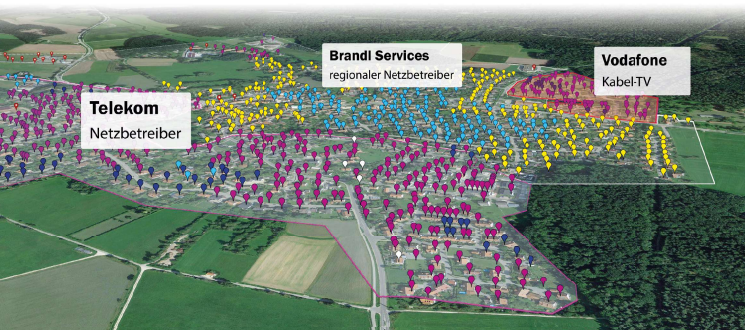 Brandl Services
regionaler Netzbetreiber
Vodafone
Kabel-TV
Telekom
Netzbetreiber